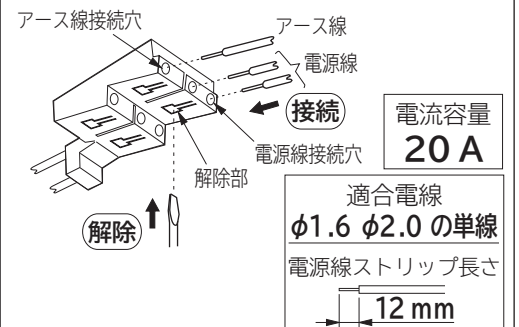 アース線接続穴
アース線
電源線
接続
電源線接続穴
解除部
解除
電流容量
20 A
適合電線
φ1.6 φ2.0 の単線
電源線ストリップ長さ
12 mm